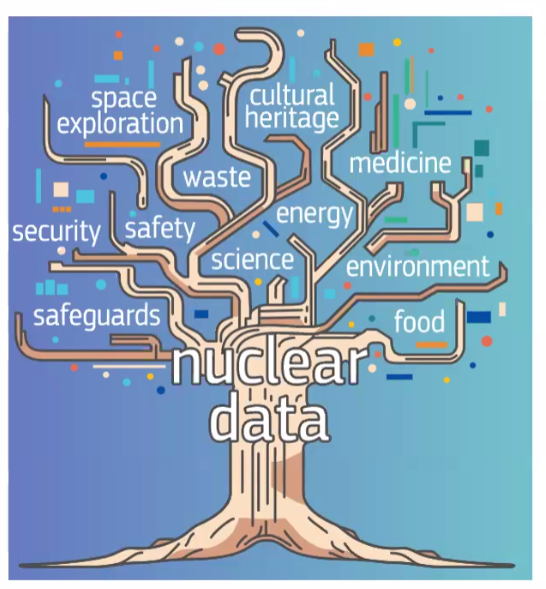 space
exploration
cultural
heritage
waste
medicine
energy
security
safety
science
environment
safeguards
food
nuclear
data